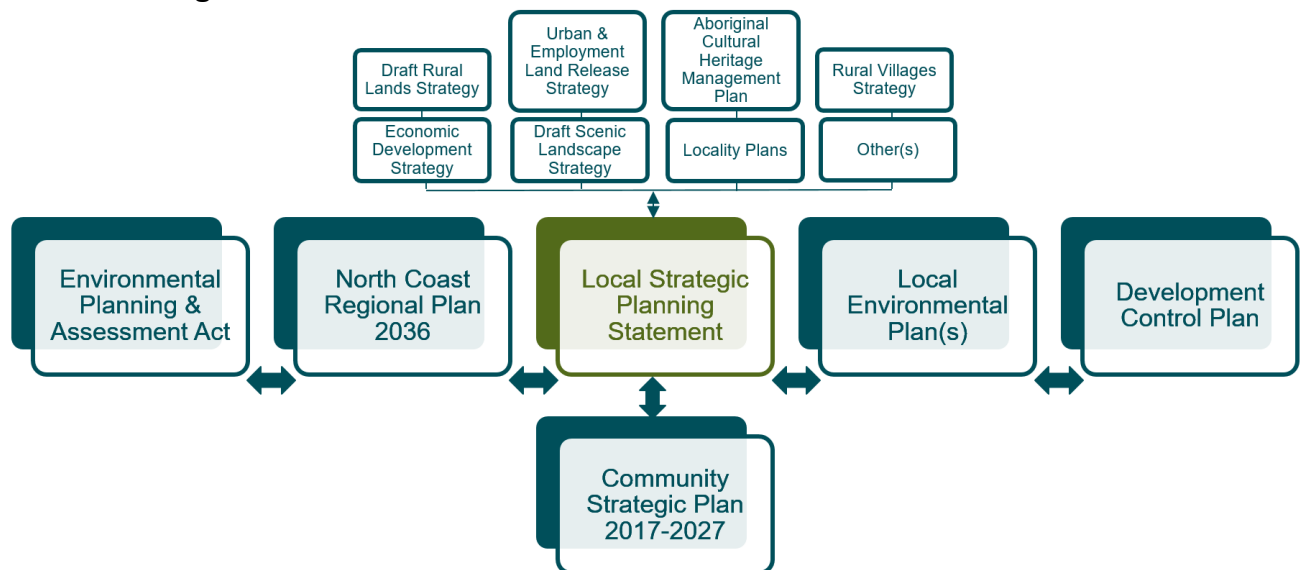 Draft Rural
Lands Strategy
Urban &
Employment
Land Release
Strategy
Aboriginal
Cultural
Heritage
Management
Plan
Rural Villages
Strategy
Economic
Development
Strategy
Draft Scenic
Landscape
Strategy
Locality Plans
Other(s)
Environmental
Planning &
Assessment Act
North Coast
Regional Plan
2036
Local Strategic
Planning
Statement
Local
Environmental
Plan(s)
Development
Control Plan
Community
Strategic Plan
2017-2027